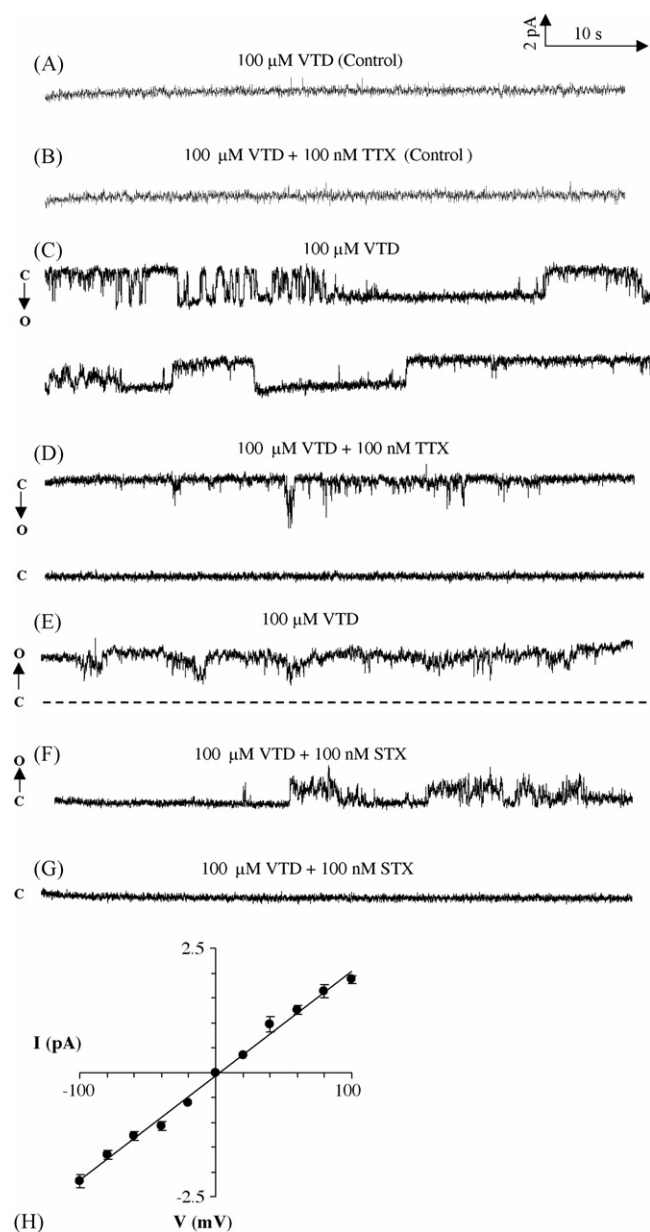 2 pA
10 s
(A)
100 μM VTD (Control)
(B)
100 μM VTD + 100 nM TTX (Control )
(C)
100 μM VTD
C
O
(D)
100 μM VTD + 100 nM TTX
C
O
C
(E)
100 μM VTD
O
C
(F)
100 μM VTD + 100 nM STX
O
C
(G)
100 μM VTD + 100 nM STX
C
2.5
I (pA)
-100
100
-2.5
(H)
V (mV)